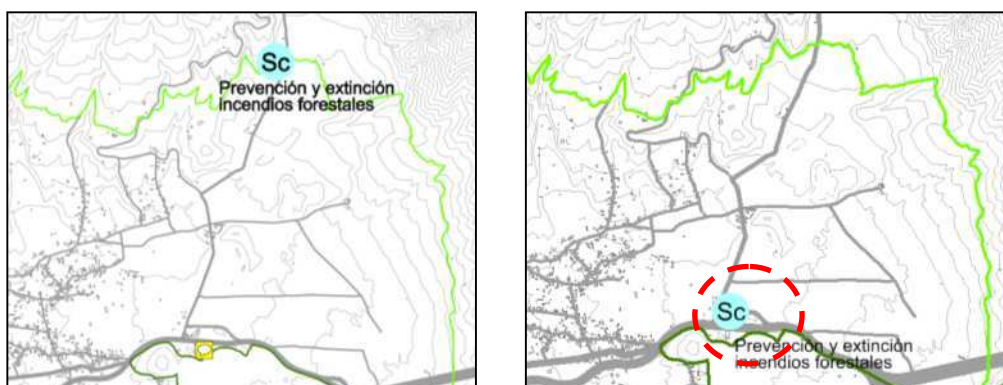 Sc
Prevención y extinción
incendios forestales
Sc
Prevención y extinción
incendios forestales